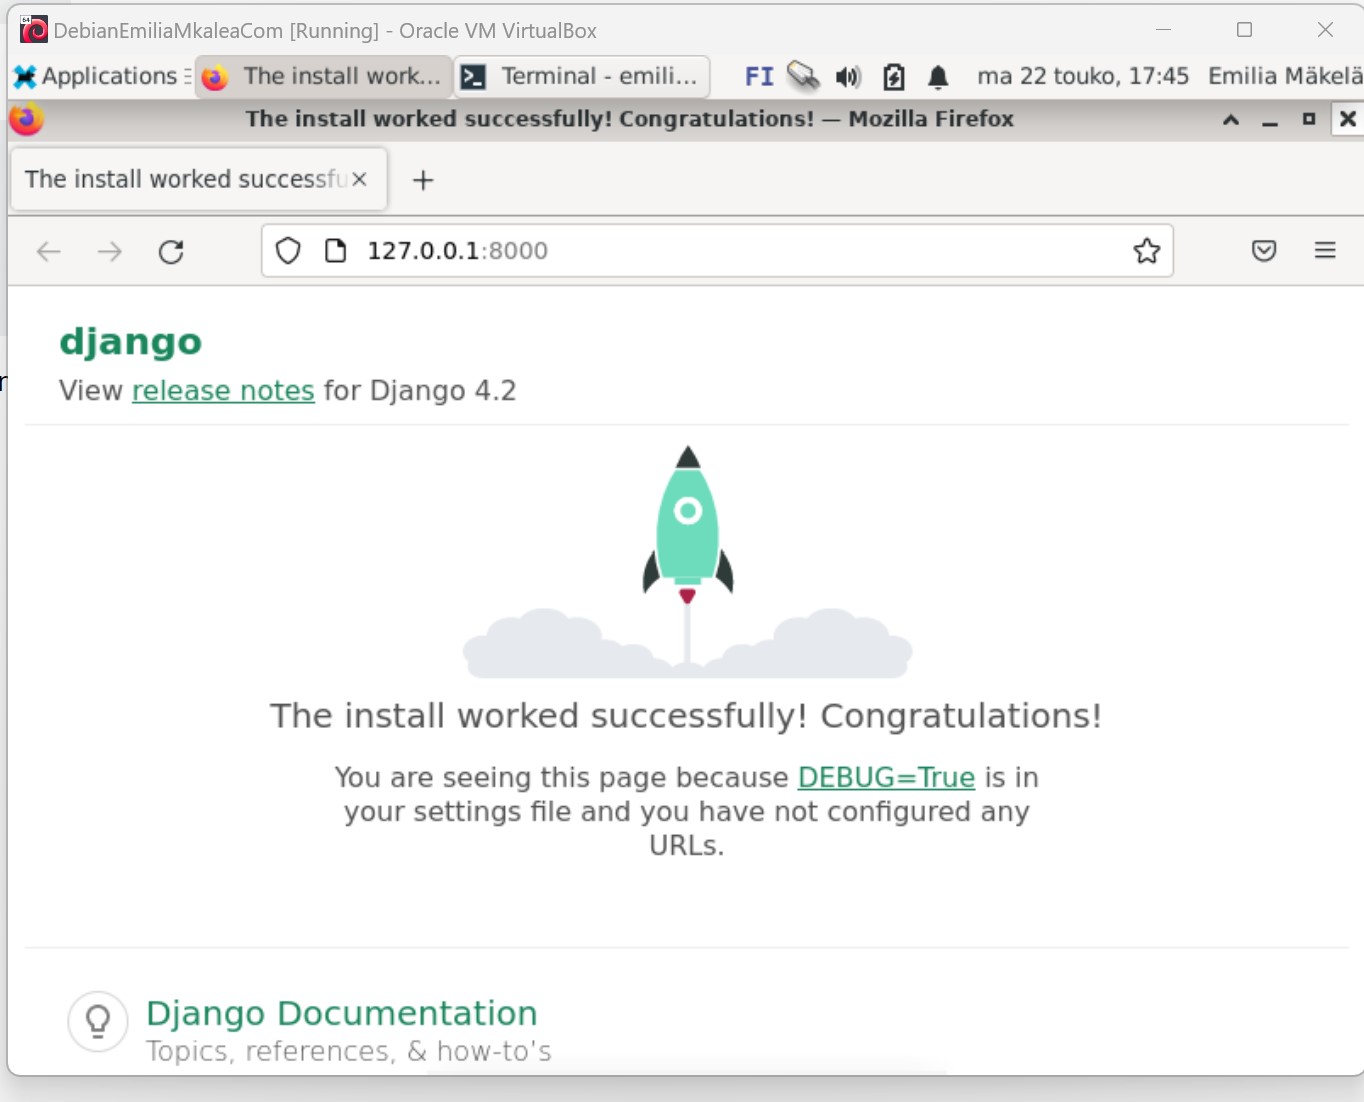 DebianEmiliaMkaleaCom [Running] - Oracle VM VirtualBox
Applications The install work... Terminal - emili... FI ma 22 touko, 17:45 Emilia Mäkelä
The install worked successfully! Congratulations! — Mozilla Firefox
The install worked successfu
127.0.0.1:8000
django
View release notes for Django 4.2
The install worked successfully! Congratulations!
You are seeing this page because DEBUG=True is in
your settings file and you have not configured any
URLs.
Django Documentation
Topics, references, & how-to's